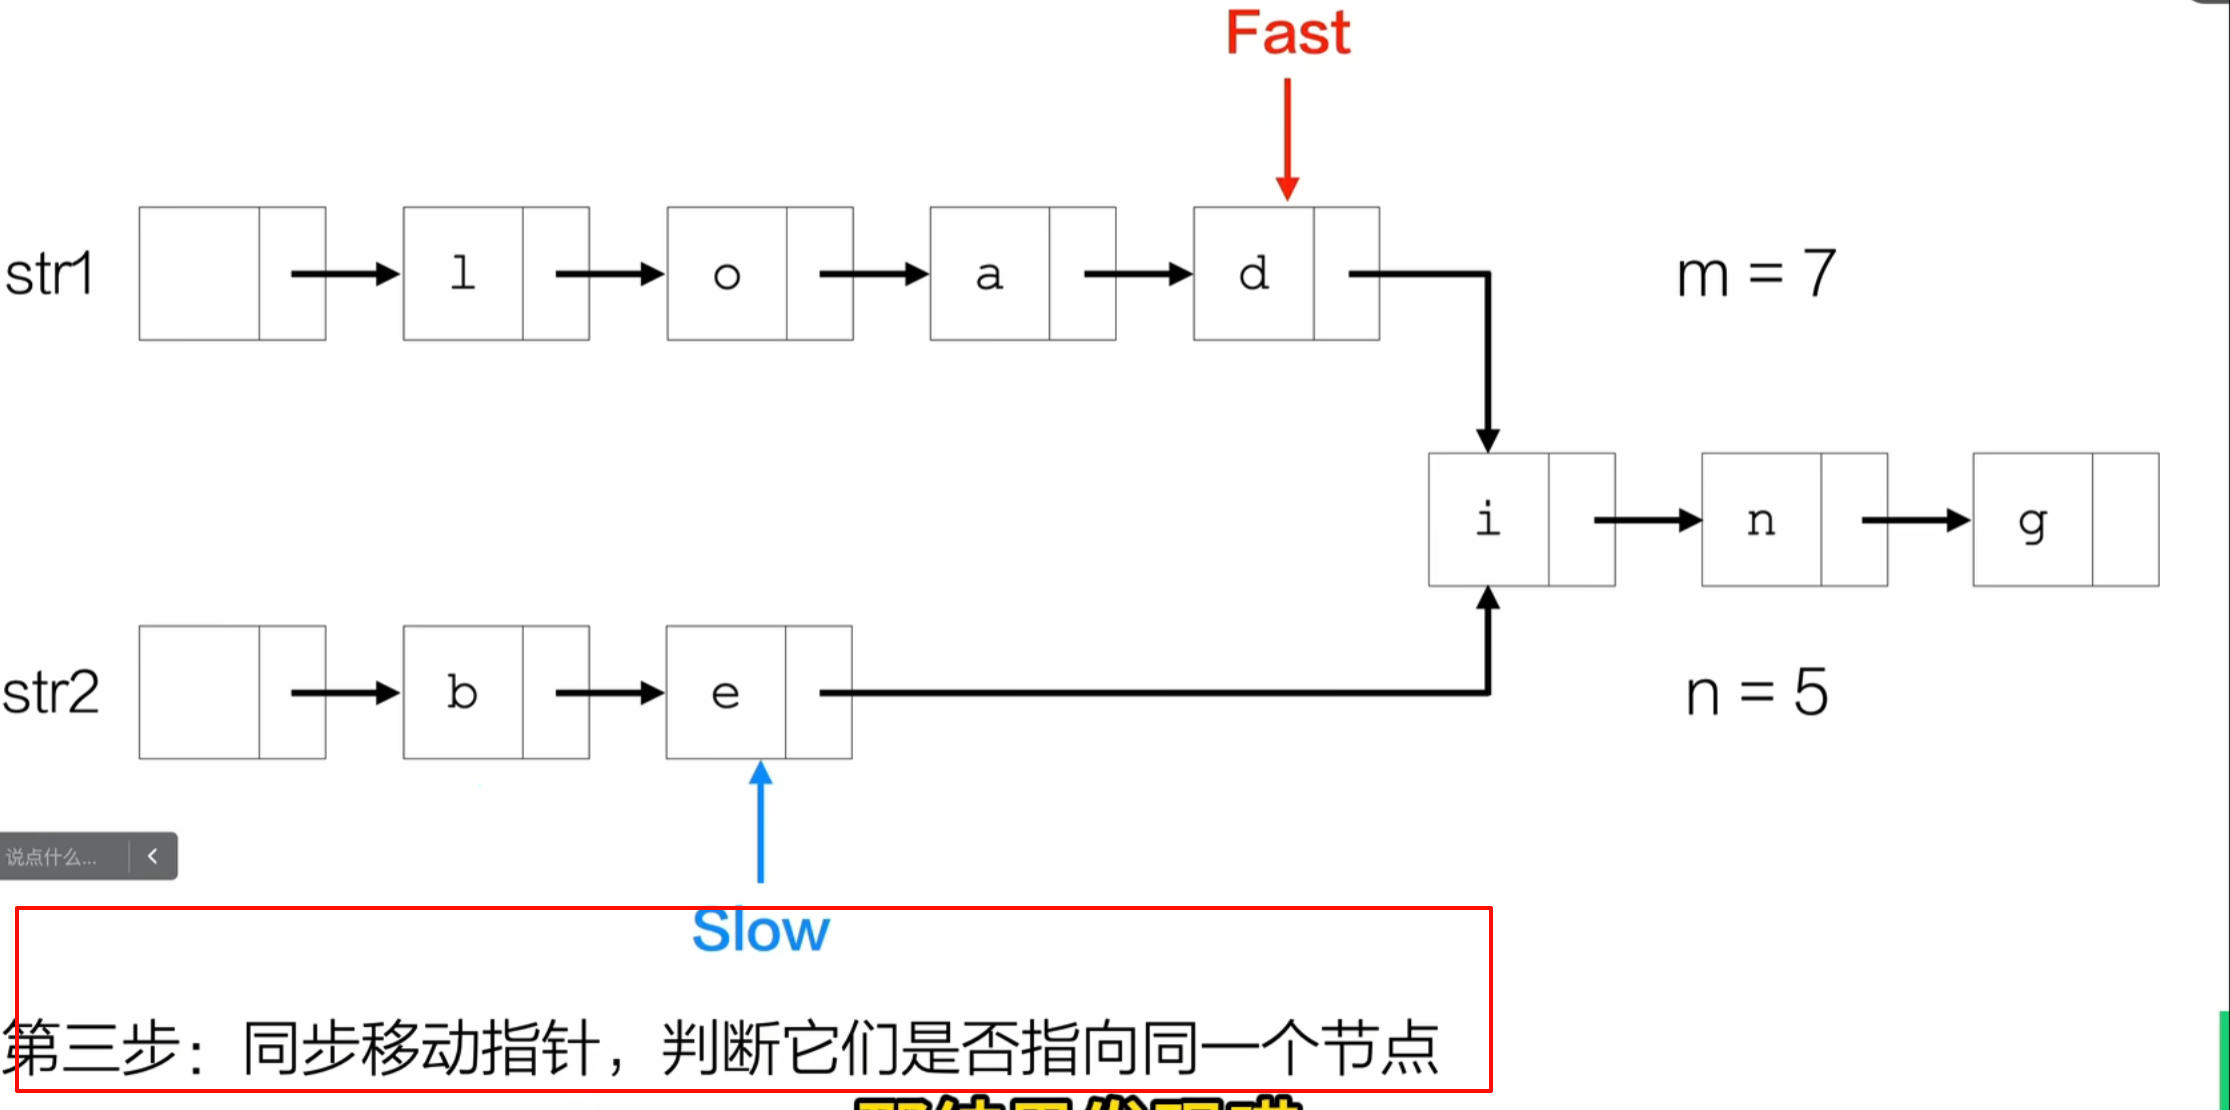 Fast
str1 l o a d m = 7
i n g
str2 b e n = 5
说点什么...
Slow
第三步：同步移动指针，判断它们是否指向同一个节点